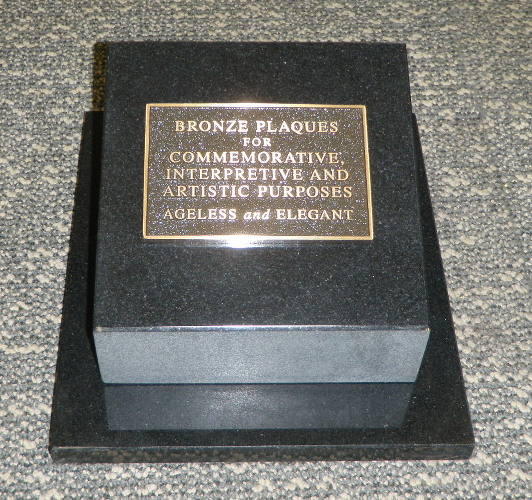 BRONZE PLAQUES
FOR
COMMEMORATIVE,
INTERPRETIVE AND
ARTISTIC PURPOSES
AGELESS and ELEGANT